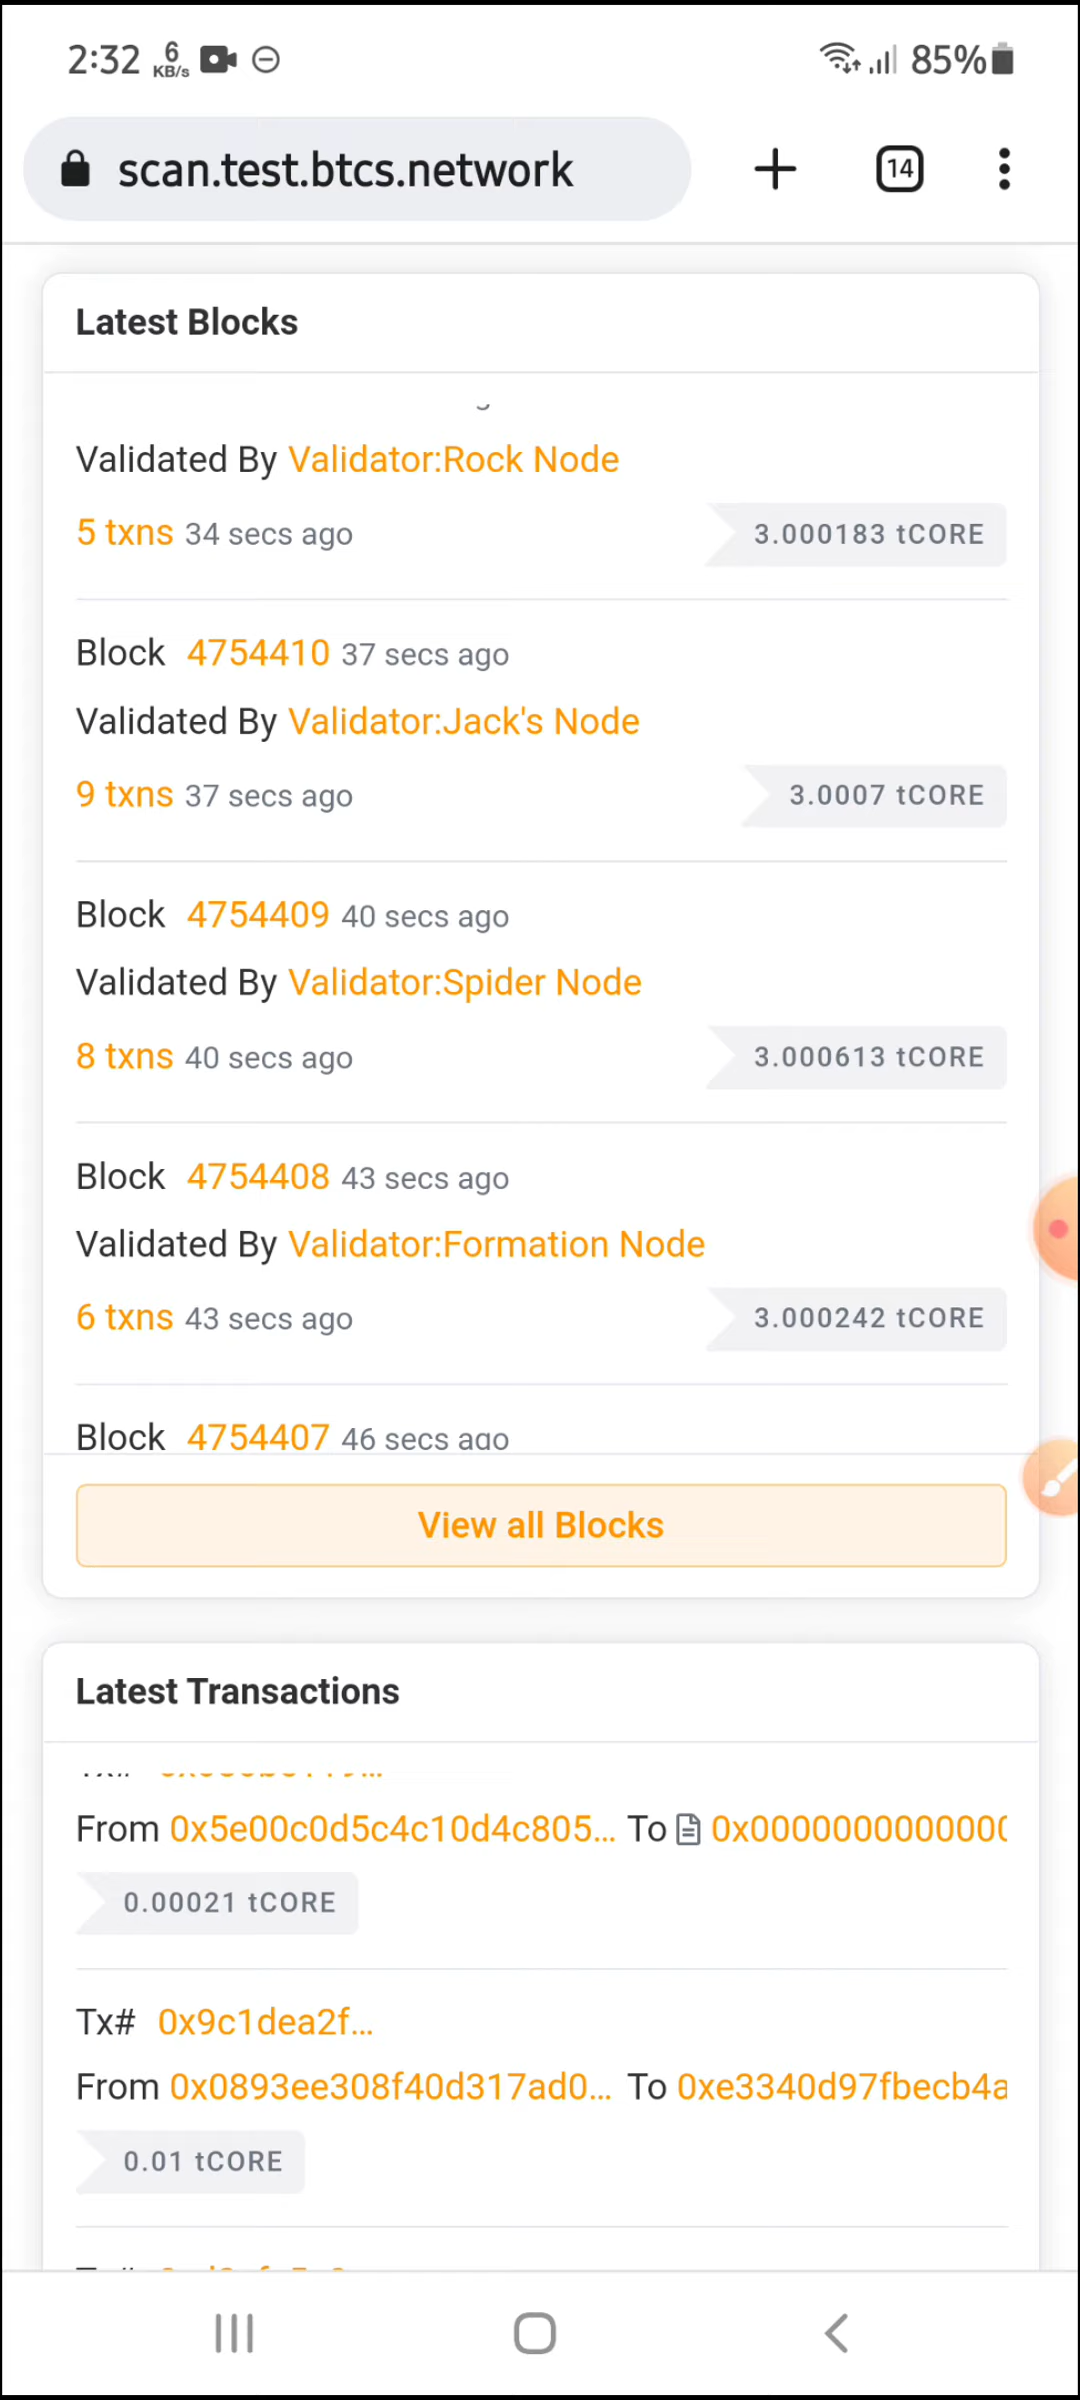 2:32 6 KB/s 85%
scan.test.btcs.network 14
Latest Blocks
Validated By Validator:Rock Node
5 txns 34 secs ago 3.000183 tCORE
Block 4754410 37 secs ago
Validated By Validator:Jack's Node
9 txns 37 secs ago 3.0007 tCORE
Block 4754409 40 secs ago
Validated By Validator:Spider Node
8 txns 40 secs ago 3.000613 tCORE
Block 4754408 43 secs ago
Validated By Validator:Formation Node
6 txns 43 secs ago 3.000242 tCORE
Block 4754407 46 secs ago
View all Blocks
Latest Transactions
From 0x5e00c0d5c4c10d4c805... To 0x000000000000
0.00021 tCORE
Tx# 0x9c1dea2f...
From 0x0893ee308f40d317ad0... To 0xe3340d97fbecb4a
0.01 tCORE